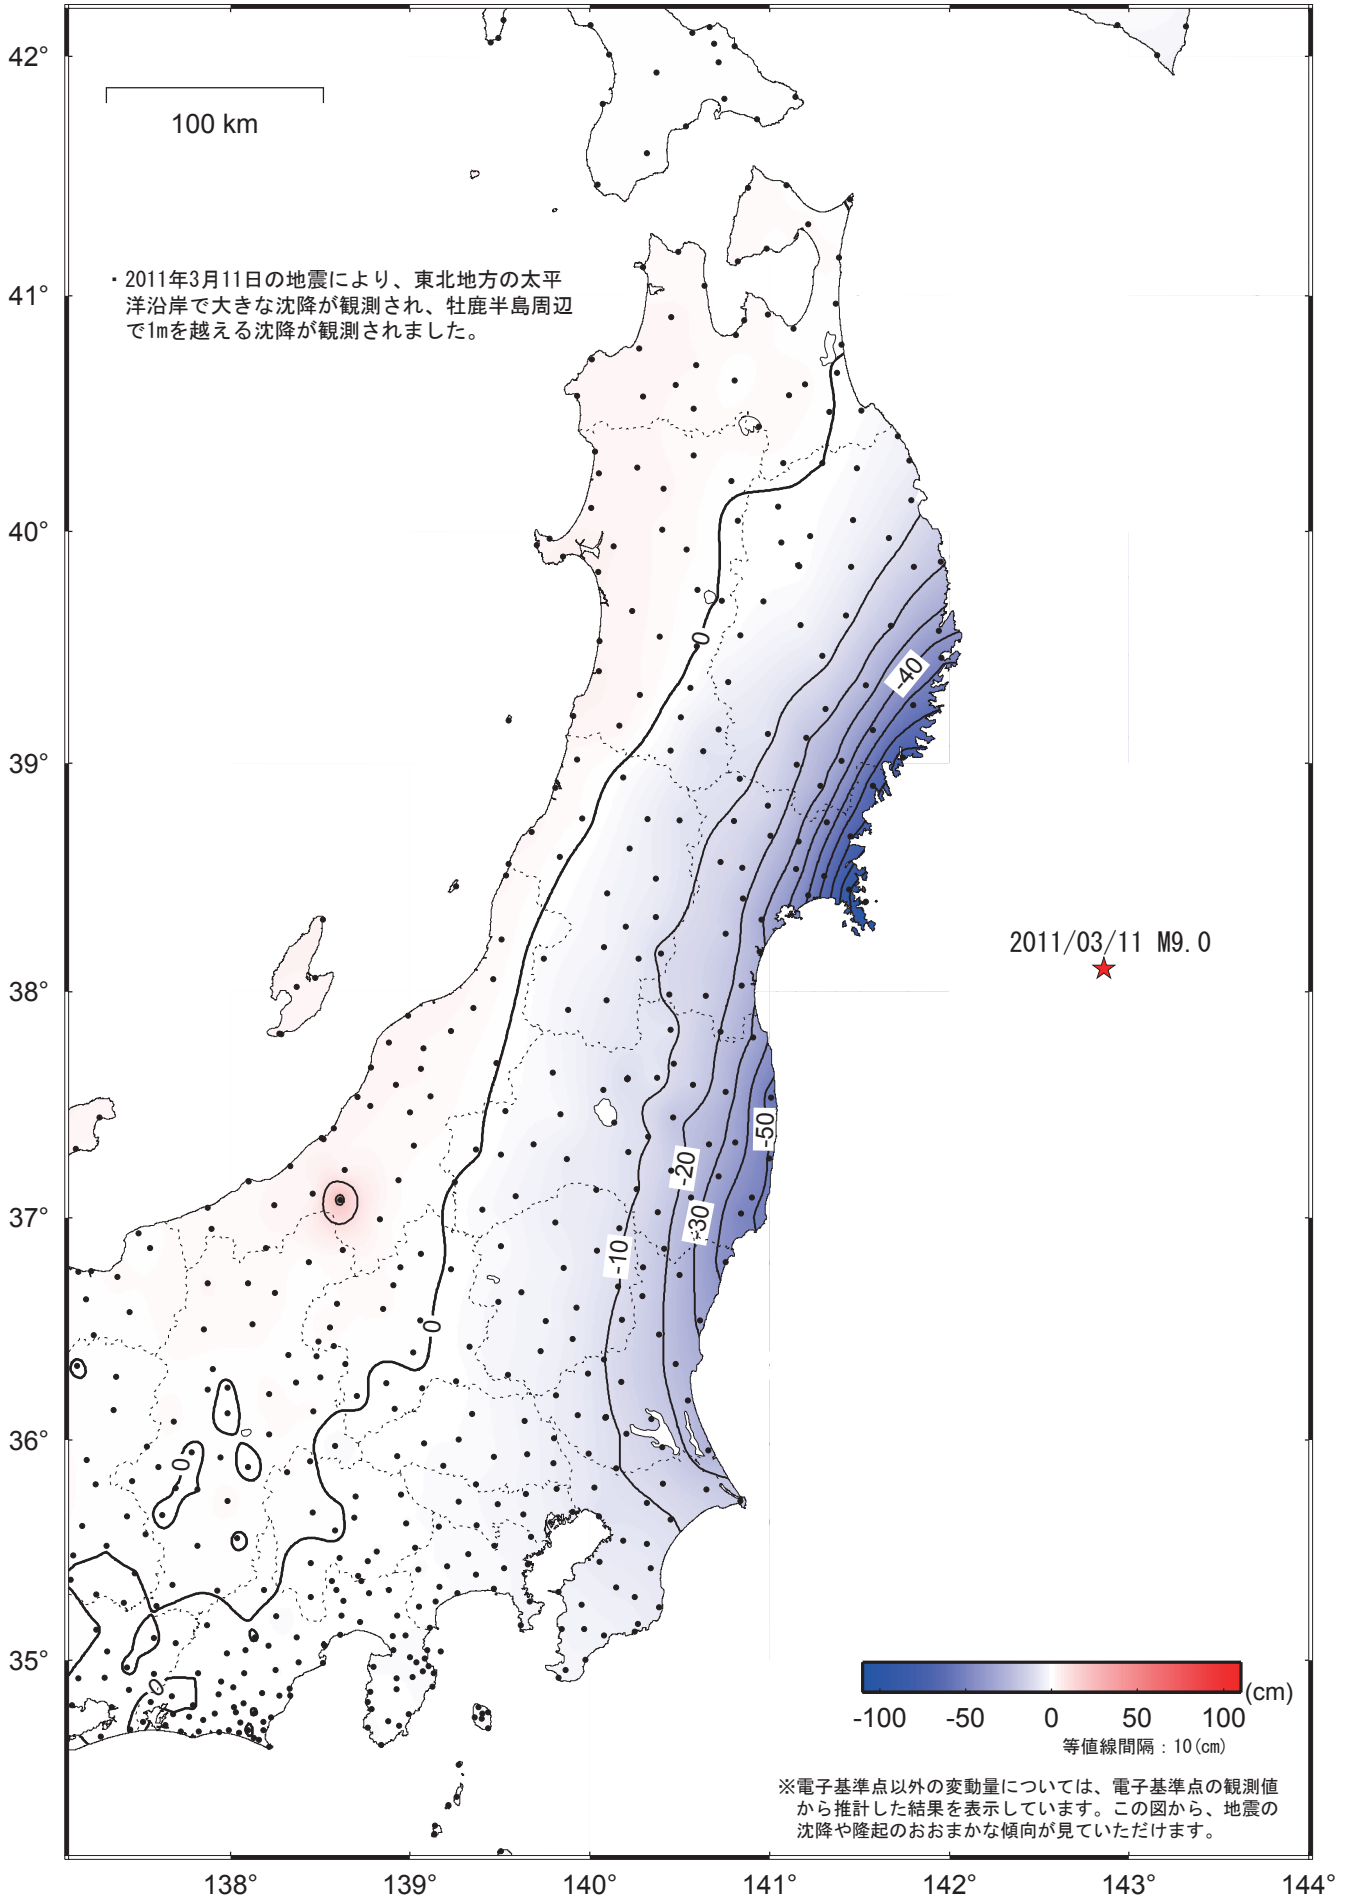 42°
100 km
・2011年3月11日の地震により、東北地方の太平
洋沿岸で大きな沈降が観測され、牡鹿半島周辺
で1mを越える沈降が観測されました。
41°
40°
0
-40
39°
2011/03/11 M9.0
38°
-50
-20
-30
37°
-10
0
36°
0
35°
0
(cm)
-100 -50 0 50 100
等値線間隔：10(cm)
※電子基準点以外の変動量については、電子基準点の観測値
から推計した結果を表示しています。この図から、地震の
沈降や隆起のおおまかな傾向が見ていただけます。
138° 139° 140° 141° 142° 143° 144°